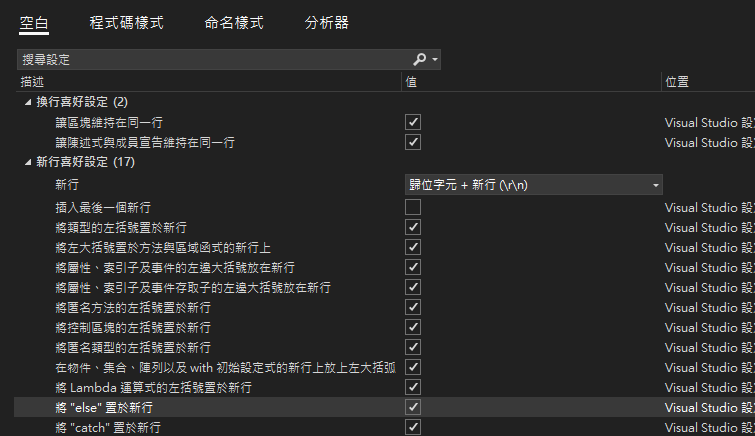 空白 程式碼樣式 命名樣式 分析器
搜尋設定
描述 值 位置
換行喜好設定 (2)
讓區塊維持在同一行 Visual Studio 設
讓陳述式與成員宣告維持在同一行 Visual Studio 設
新行喜好設定 (17)
新行 歸位字元 + 新行 (\r\n)
插入最後一個新行 Visual Studio 設
將類型的左括號置於新行 Visual Studio 設
將左大括號置於方法與區域函式的新行上 Visual Studio 設
將屬性、索引子及事件的左邊大括號放在新行 Visual Studio 設
將屬性、索引子及事件存取子的左邊大括號放在新行 Visual Studio 設
將匿名方法的左括號置於新行 Visual Studio 設
將控制區塊的左括號置於新行 Visual Studio 設
將匿名類型的左括號置於新行 Visual Studio 設
在物件、集合、陣列以及 with 初始設定式的新行上放上左大括弧 Visual Studio 設
將 Lambda 運算式的左括號置於新行 Visual Studio 設
將 "else" 置於新行 Visual Studio 設
將 "catch" 置於新行 Visual Studio 設